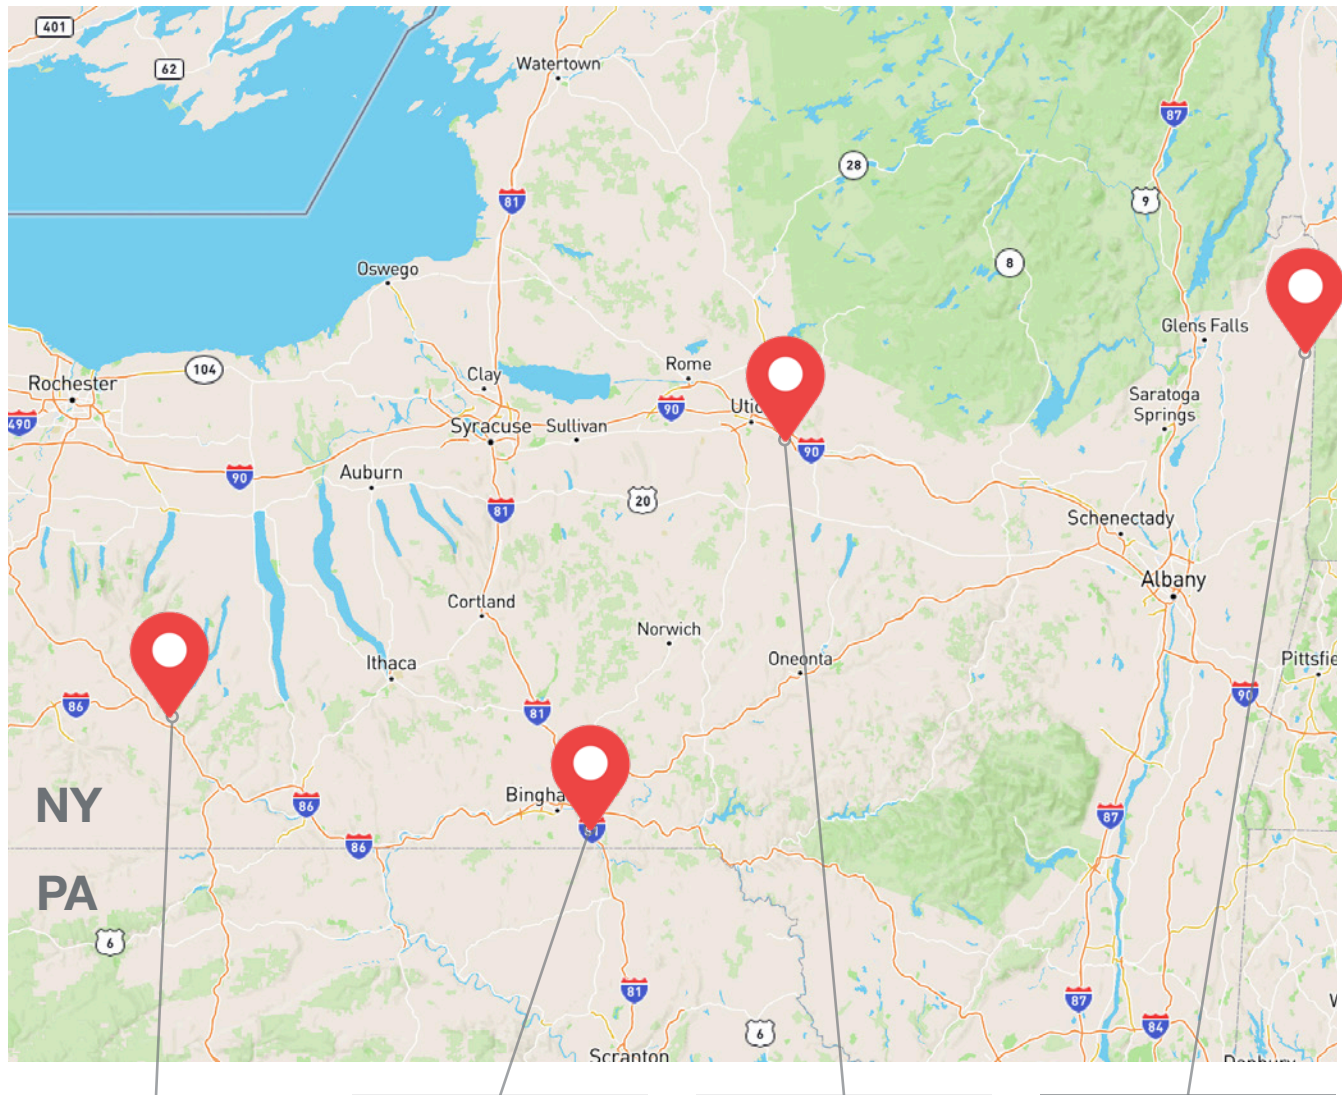 401
62
Watertown
87
28
81
9
8
Oswego
Glens Falls
Rome
104
Clay
Rochester
90
Saratoga
Springs
490
Syracuse
Sullivan
90
90
Auburn
20
81
Schenectady
Albany
Cortland
Norwich
Ithaca
Oneonta
90
86
81
NY
Bingha
86
87
81
86
PA
6
81
87
84
6
Scranton